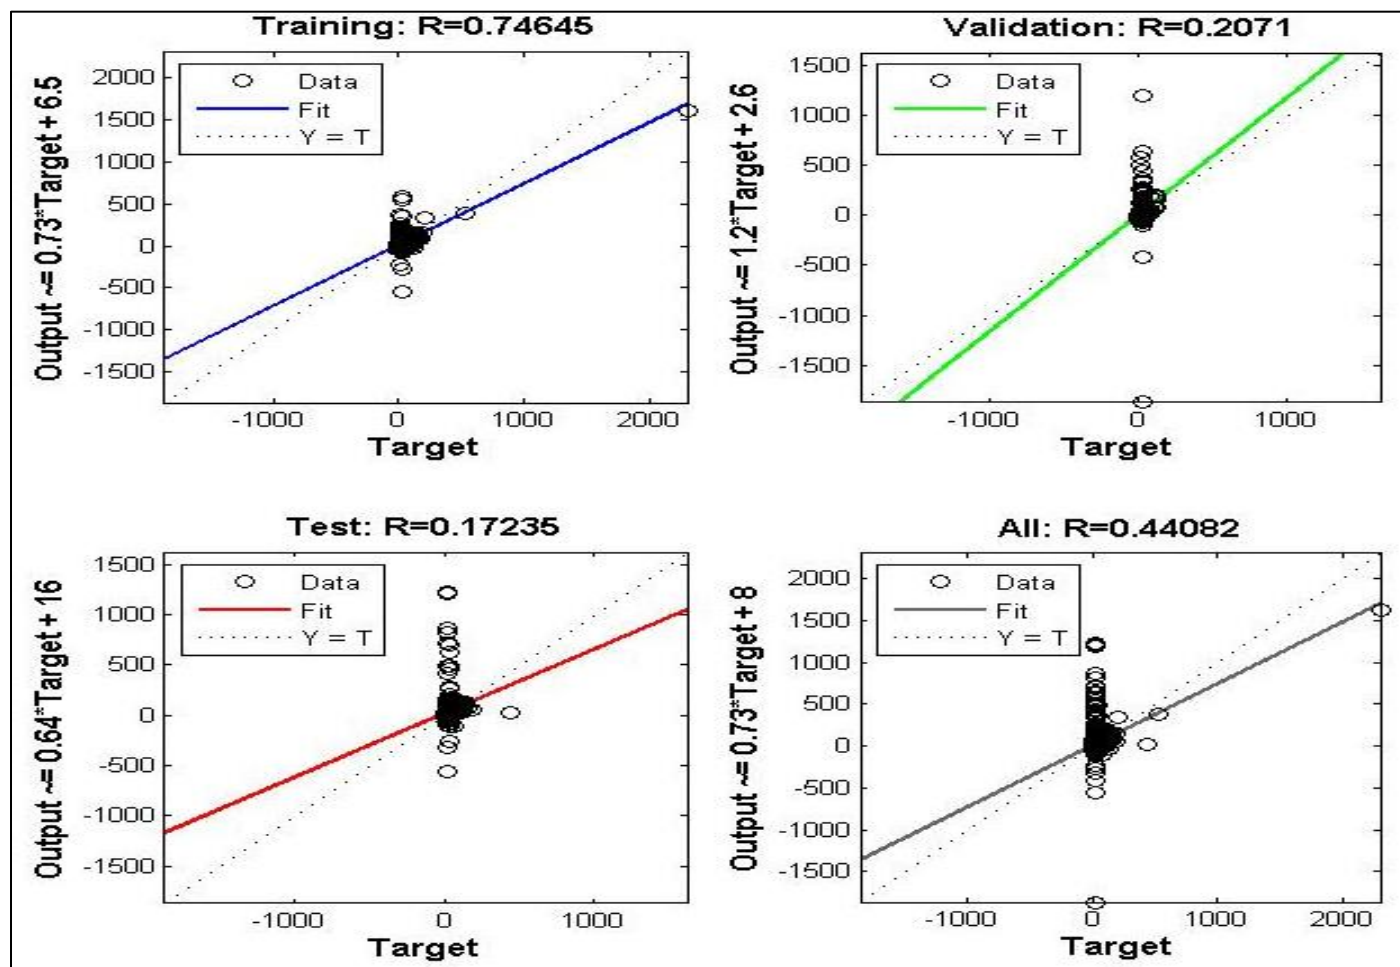 Training: R=0.74645
Output ~= 0.73*Target + 6.5
2000
1500
1000
500
0
-500
-1000
-1500
Data
Fit
Y = T
-1000 0 1000 2000
Target
Validation: R=0.2071
Output ~= 1.2*Target + 2.6
1500
1000
500
0
-500
-1000
-1500
Data
Fit
Y = T
-1000 0 1000
Target
Test: R=0.17235
Output ~= 0.64*Target + 16
1500
1000
500
0
-500
-1000
-1500
Data
Fit
Y = T
-1000 0 1000
Target
All: R=0.44082
Output ~= 0.73*Target + 8
2000
1500
1000
500
0
-500
-1000
-1500
Data
Fit
Y = T
-1000 0 1000 2000
Target